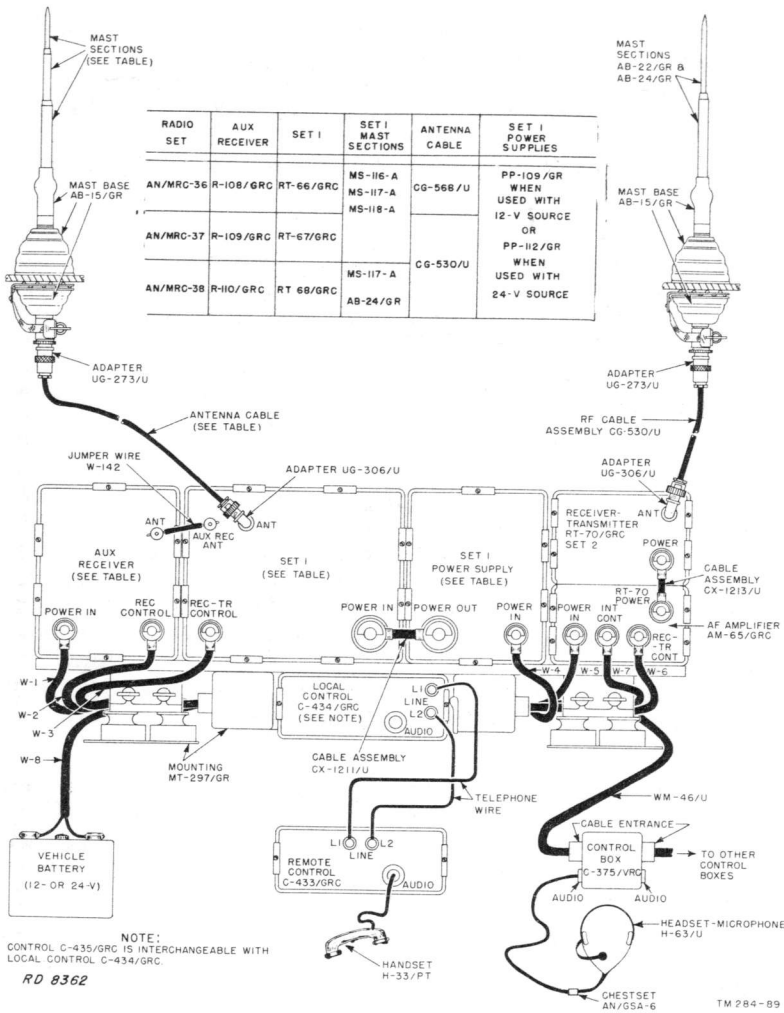 MAST
SECTIONS
(SEE TABLE)
MAST
SECTIONS
AB-22/GR &
AB-24/GR
RADIO SET
AUX RECEIVER
SET 1
SET 1 MAST SECTIONS
ANTENNA CABLE
SET 1 POWER SUPPLIES
AN/MRC-36
R-108/GRC
RT-66/GRC
MS-116-A
MS-117-A
MS-118-A
CG-568/U
PP-109/GR
WHEN
USED WITH
12-V SOURCE
OR
PP-112/GR
WHEN
USED WITH
24-V SOURCE
AN/MRC-37
R-109/GRC
RT-67/GRC
CG-530/U
AN/MRC-38
R-110/GRC
RT 68/GRC
MS-117-A
AB-24/GR
MAST BASE
AB-15/GR
MAST BASE
AB-15/GR
ADAPTER
UG-273/U
ADAPTER
UG-273/U
ANTENNA CABLE
(SEE TABLE)
RF CABLE
ASSEMBLY CG-530/U
JUMPER WIRE
W-142
ADAPTER UG-306/U
ADAPTER
UG-306/U
ANT
AUX REC
ANT
ANT
ANT
AUX
RECEIVER
(SEE TABLE)
SET 1
(SEE TABLE)
SET 1
POWER SUPPLY
(SEE TABLE)
RECEIVER-
TRANSMITTER
RT-70/GRC
SET 2
POWER
CABLE
ASSEMBLY
CX-1213/U
RT-70
POWER
AF AMPLIFIER
AM-65/GRC
POWER IN
REC
CONTROL
REC-TR
CONTROL
POWER IN
POWER OUT
POWER
IN
POWER
IN
INT
CONT
REC-
TR
CONT
W-1
W-2
W-3
W-4
W-5
W-7
W-6
LOCAL
CONTROL
C-434/GRC
(SEE NOTE)
L1
LINE
L2
AUDIO
W-8
MOUNTING
MT-297/GR
CABLE ASSEMBLY
CX-1211/U
TELEPHONE
WIRE
WM-46/U
VEHICLE
BATTERY
(12- OR 24-V)
L1
L2
LINE
REMOTE
CONTROL
C-433/GRC
AUDIO
CABLE ENTRANCE
CONTROL
BOX
C-375/VRC
TO OTHER
CONTROL
BOXES
AUDIO
AUDIO
HEADSET-MICROPHONE
H-63/U
HANDSET
H-33/PT
CHESTSET
AN/GSA-6
NOTE:
CONTROL C-435/GRC IS INTERCHANGEABLE WITH
LOCAL CONTROL C-434/GRC.
RD 8362
TM 284-89